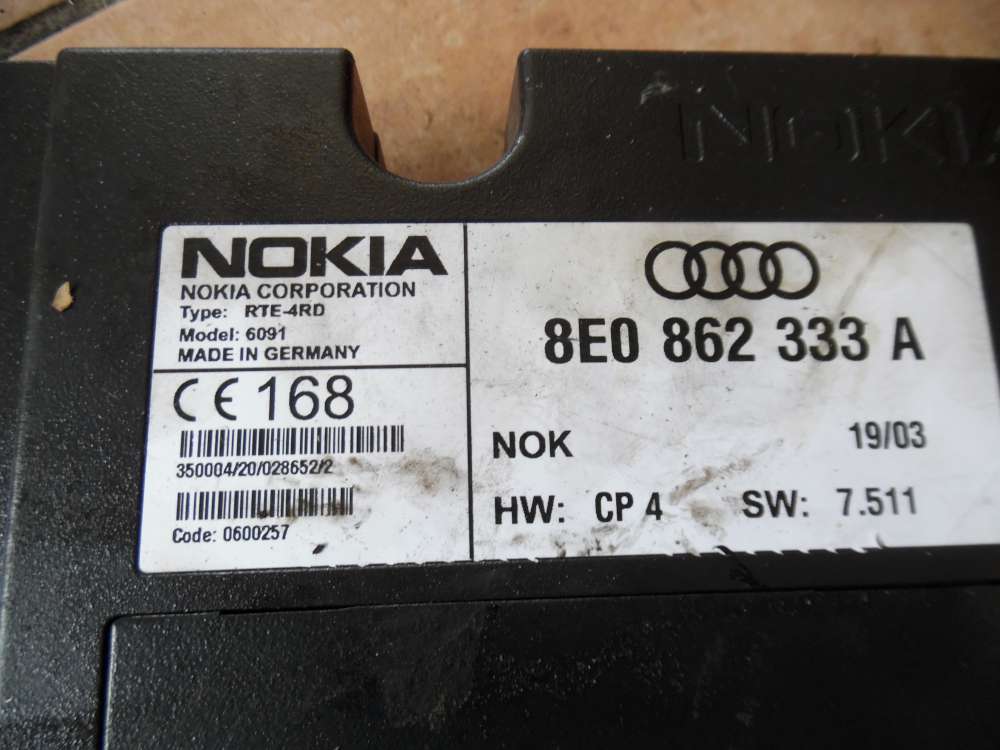 NOKIA
NOKIA
NOKIA CORPORATION
Type: RTE-4RD
Model: 6091
MADE IN GERMANY
CE 168
350004/20/028652/2
Code: 0600257
8E0 862 333 A
NOK 19/03
HW: CP 4 SW: 7.511